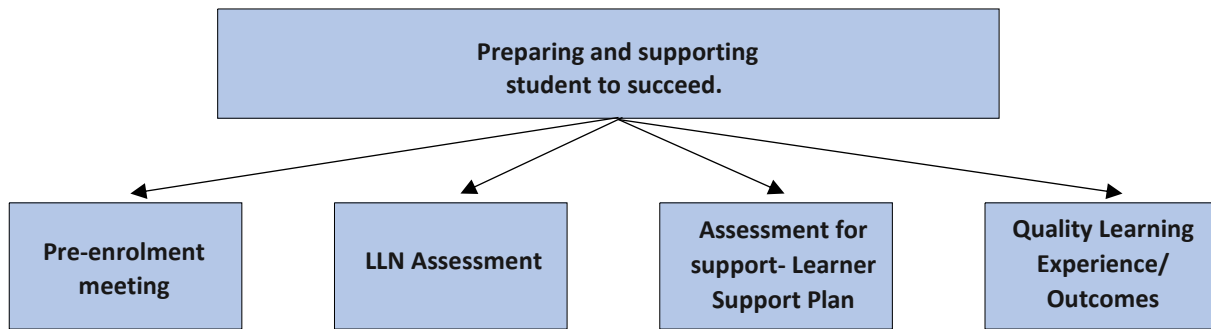 Preparing and supporting
student to succeed.
Pre-enrolment
meeting
LLN Assessment
Assessment for
support- Learner
Support Plan
Quality Learning
Experience/
Outcomes